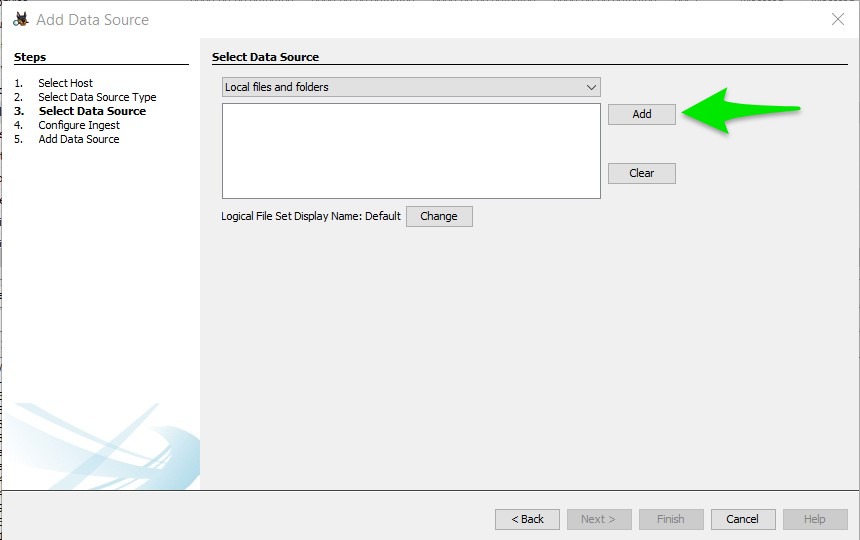 Add Data Source
Steps
1. Select Host
2. Select Data Source Type
3. Select Data Source
4. Configure Ingest
5. Add Data Source
Select Data Source
Local files and folders
Add
Clear
Logical File Set Display Name: Default
Change
< Back
Next >
Finish
Cancel
Help